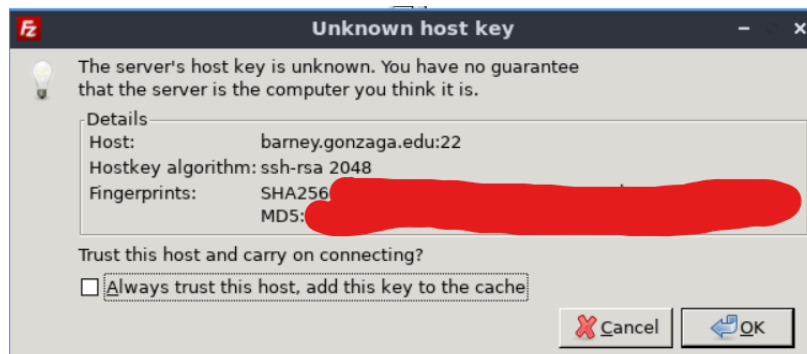 Fz
Unknown host key
The server's host key is unknown. You have no guarantee
that the server is the computer you think it is.
Details
Host: barney.gonzaga.edu:22
Hostkey algorithm: ssh-rsa 2048
Fingerprints: SHA256
MD5:
Trust this host and carry on connecting?
Always trust this host, add this key to the cache
Cancel OK